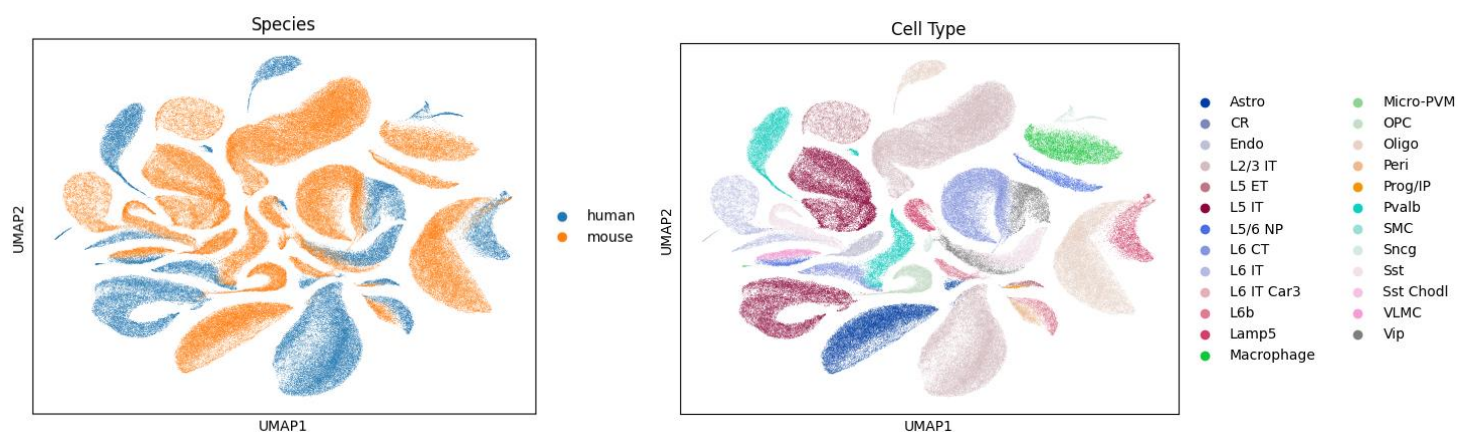 Species
UMAP2
UMAP1
human
mouse
Cell Type
UMAP2
UMAP1
Astro
CR
Endo
L2/3 IT
L5 ET
L5 IT
L5/6 NP
L6 CT
L6 IT
L6 IT Car3
L6b
Lamp5
Macrophage
Micro-PVM
OPC
Oligo
Peri
Prog/IP
Pvalb
SMC
Sncg
Sst
Sst Chodl
VLMC
Vip